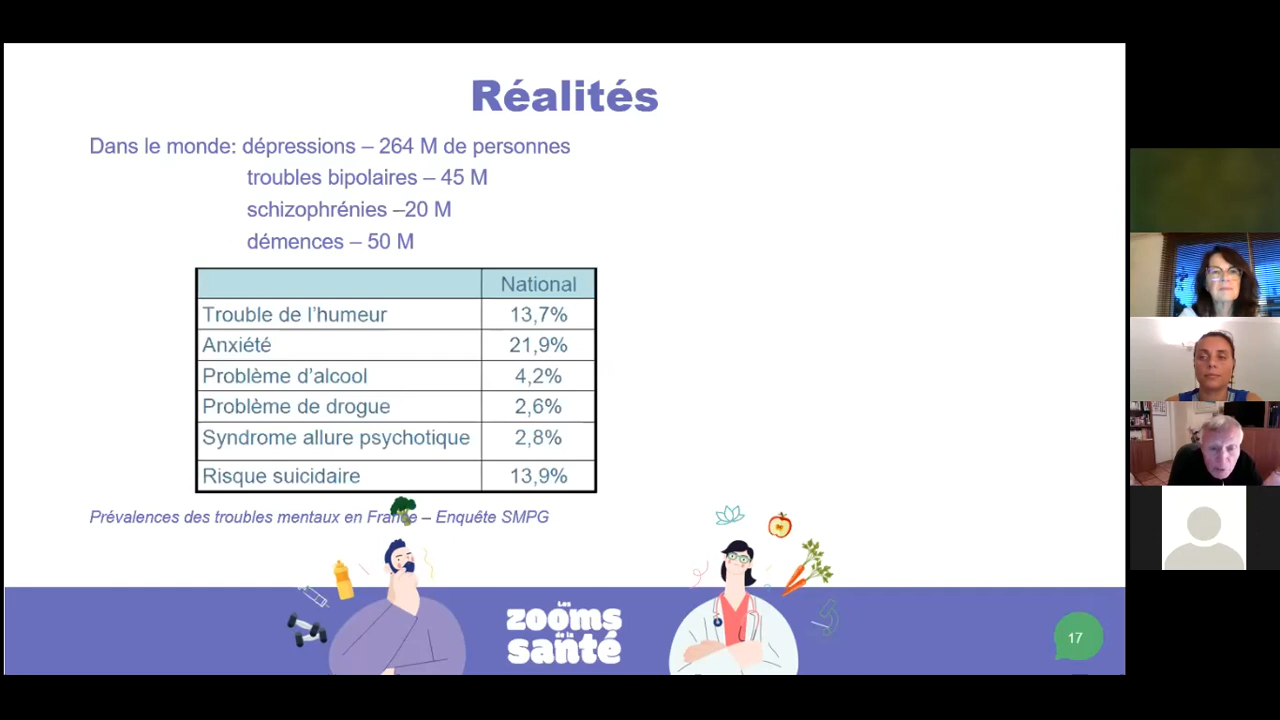 Réalités
Dans le monde: dépressions – 264 M de personnes
troubles bipolaires – 45 M
schizophrénies –20 M
démences – 50 M
National
Trouble de l’humeur 13,7%
Anxiété 21,9%
Problème d’alcool 4,2%
Problème de drogue 2,6%
Syndrome allure psychotique 2,8%
Risque suicidaire 13,9%
Prévalences des troubles mentaux en France – Enquête SMPG
Les
zooms
de la
santé
17